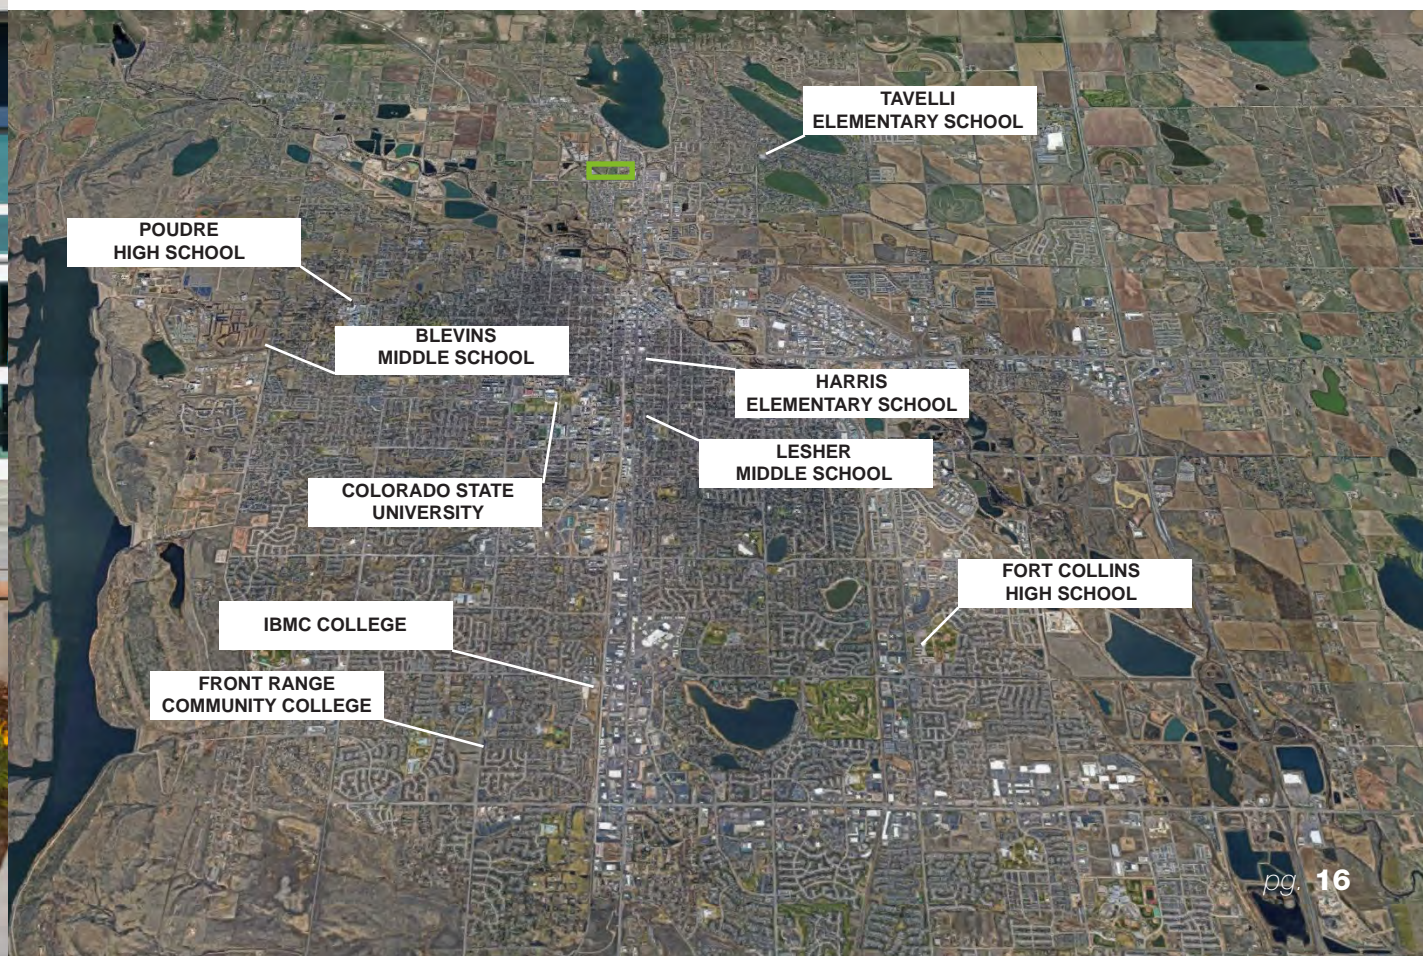 TAVELLI
ELEMENTARY SCHOOL
POUDRE
HIGH SCHOOL
BLEVINS
MIDDLE SCHOOL
HARRIS
ELEMENTARY SCHOOL
LESHER
MIDDLE SCHOOL
COLORADO STATE
UNIVERSITY
FORT COLLINS
HIGH SCHOOL
IBMC COLLEGE
FRONT RANGE
COMMUNITY COLLEGE
pg. 16